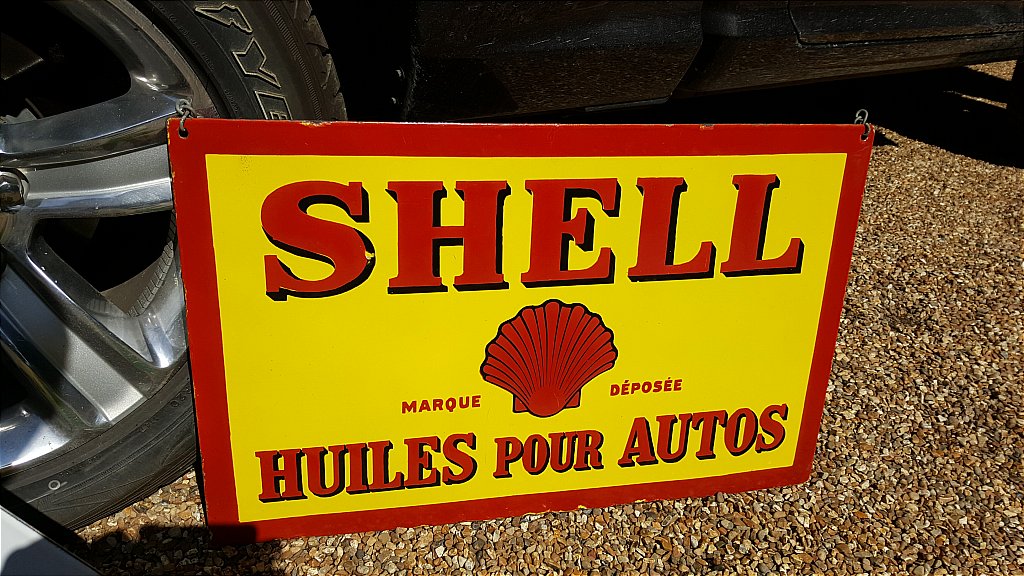 SHELL
MARQUE DÉPOSÉE
HUILES POUR AUTOS